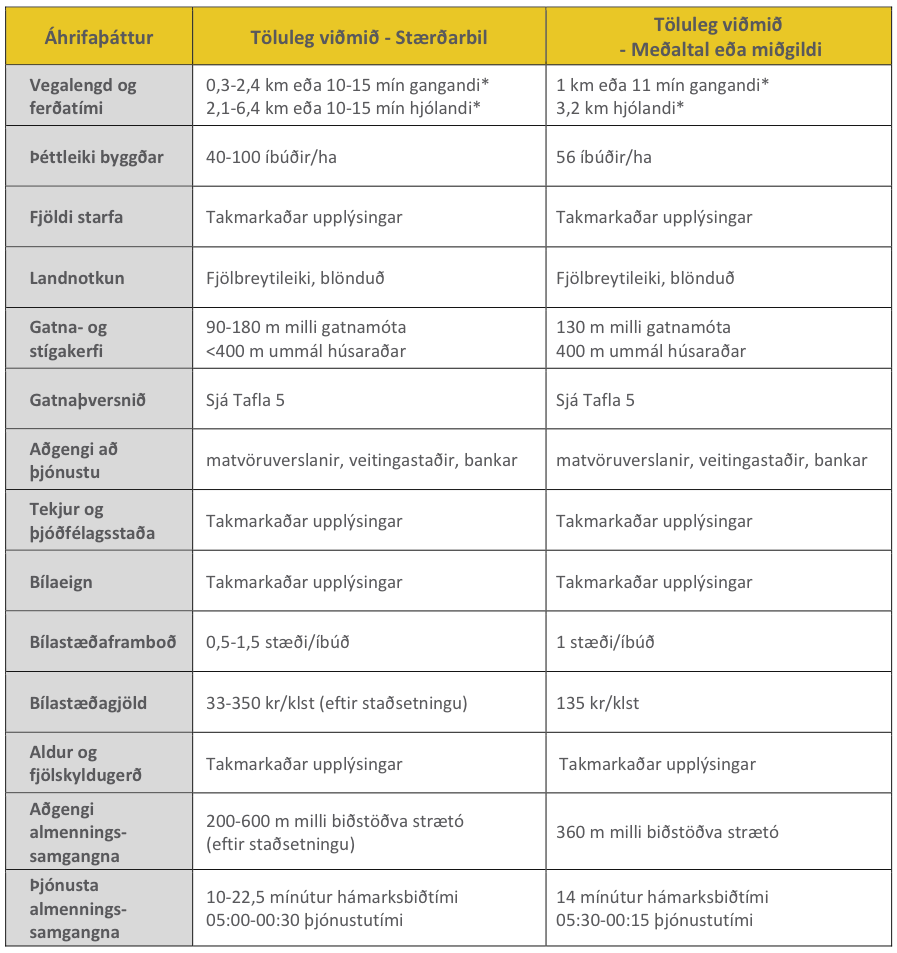 Áhrifaþáttur
Töluleg viðmið - Stærðarbil
Töluleg viðmið
- Meðaltal eða miðgildi
Vegalengd og
ferðatími
0,3-2,4 km eða 10-15 mín gangandi*
2,1-6,4 km eða 10-15 mín hjólandi*
1 km eða 11 mín gangandi*
3,2 km hjólandi*
Þéttleiki byggðar
40-100 íbúðir/ha
56 íbúðir/ha
Fjöldi starfa
Takmarkaðar upplýsingar
Takmarkaðar upplýsingar
Landnotkun
Fjölbreytileiki, blönduð
Fjölbreytileiki, blönduð
Gatna- og
stígakerfi
90-180 m milli gatnamóta
<400 m ummál húsaraðar
130 m milli gatnamóta
400 m ummál húsaraðar
Gatnaþversnið
Sjá Tafla 5
Sjá Tafla 5
Aðgengi að
þjónustu
matvöruverslanir, veitingastaðir, bankar
matvöruverslanir, veitingastaðir, bankar
Tekjur og
þjóðfélagsstaða
Takmarkaðar upplýsingar
Takmarkaðar upplýsingar
Bílaeign
Takmarkaðar upplýsingar
Takmarkaðar upplýsingar
Bílastæðaframboð
0,5-1,5 stæði/íbúð
1 stæði/íbúð
Bílastæðagjöld
33-350 kr/klst (eftir staðsetningu)
135 kr/klst
Aldur og
fjölskyldugerð
Takmarkaðar upplýsingar
Takmarkaðar upplýsingar
Aðgengi
almennings-
samgangna
200-600 m milli biðstöðva strætó
(eftir staðsetningu)
360 m milli biðstöðva strætó
Þjónusta
almennings-
samgangna
10-22,5 mínútur hámarksbiðtími
05:00-00:30 þjónustutími
14 mínútur hámarksbiðtími
05:30-00:15 þjónustutími